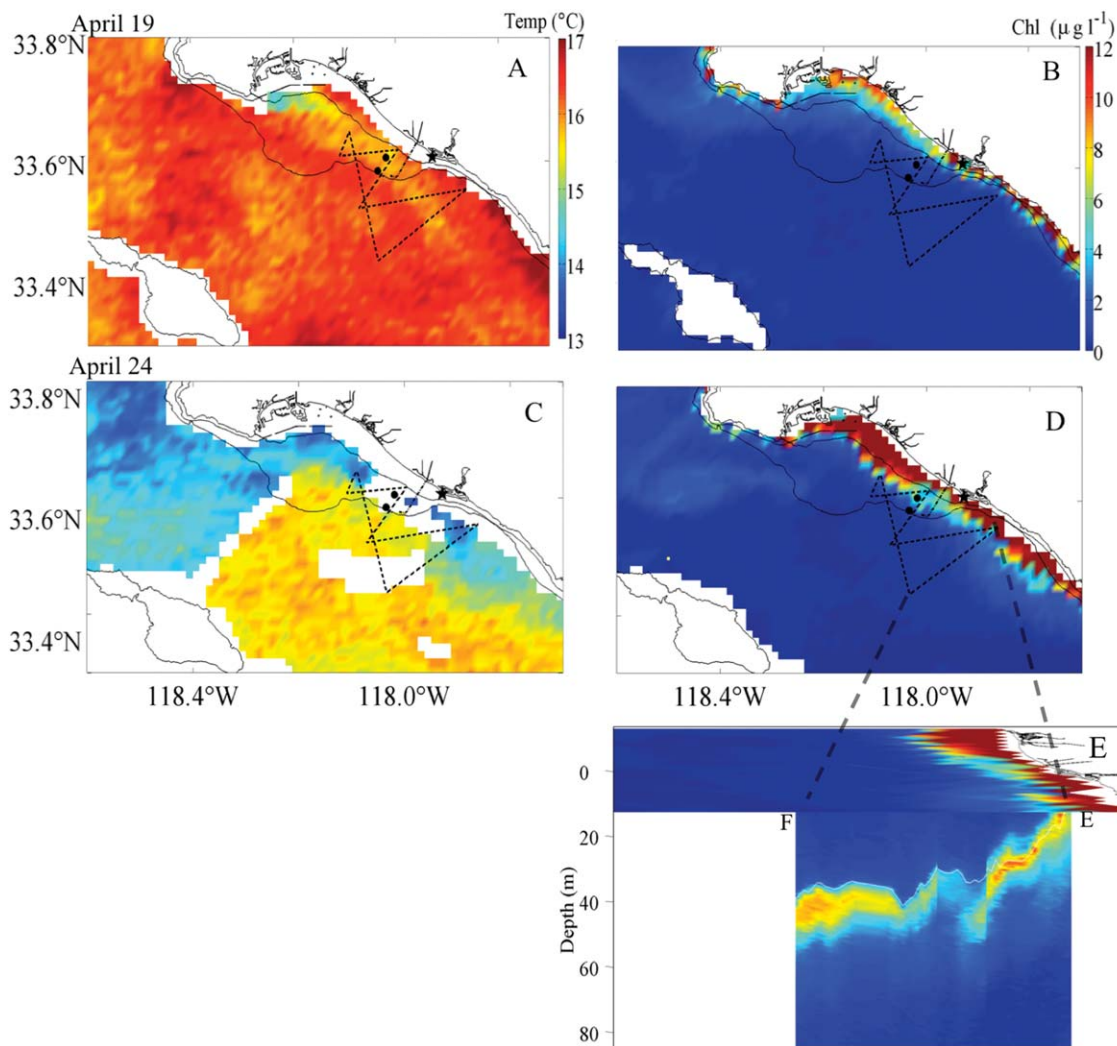 April 19
Temp (°C)
Chl (µg l-1)
33.8°N
33.6°N
33.4°N
A
17
16
15
14
13
B
12
10
8
6
4
2
0
April 24
33.8°N
33.6°N
33.4°N
C
D
118.4°W 118.0°W
118.4°W 118.0°W
E
0
F
E
20
40
60
80
Depth (m)